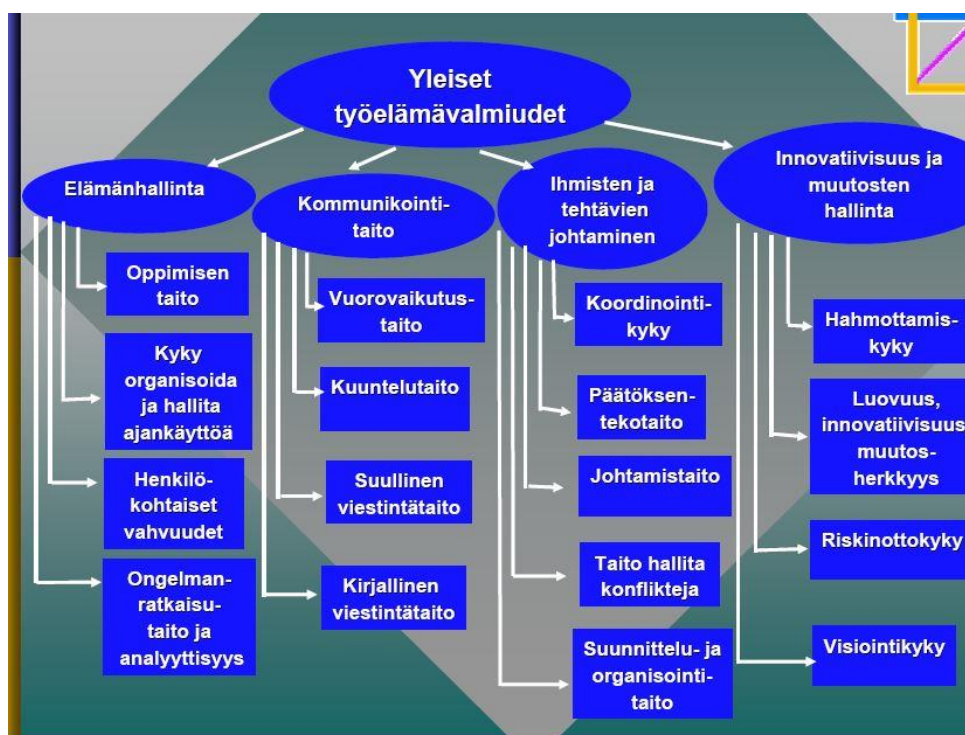 Yleiset
työelämävalmiudet
Elämänhallinta
Oppimisen
taito
Kyky
organisoida
ja hallita
ajankäyttöä
Henkilö-
kohtaiset
vahvuudet
Ongelman-
ratkaisu-
taito ja
analyyttisyys
Kommunikointi-
taito
Vuorovaikutus-
taito
Kuuntelutaito
Suullinen
viestintätaito
Kirjallinen
viestintätaito
Ihmisten ja
tehtävien
johtaminen
Koordinointi-
kyky
Päätöksen-
tekotaito
Johtamistaito
Taito hallita
konflikteja
Suunnittelu- ja
organisointi-
taito
Innovatiivisuus ja
muutosten
hallinta
Hahmottamis-
kyky
Luovuus,
innovatiivisuus
muutos-
herkkyys
Riskinottokyky
Visiointikyky